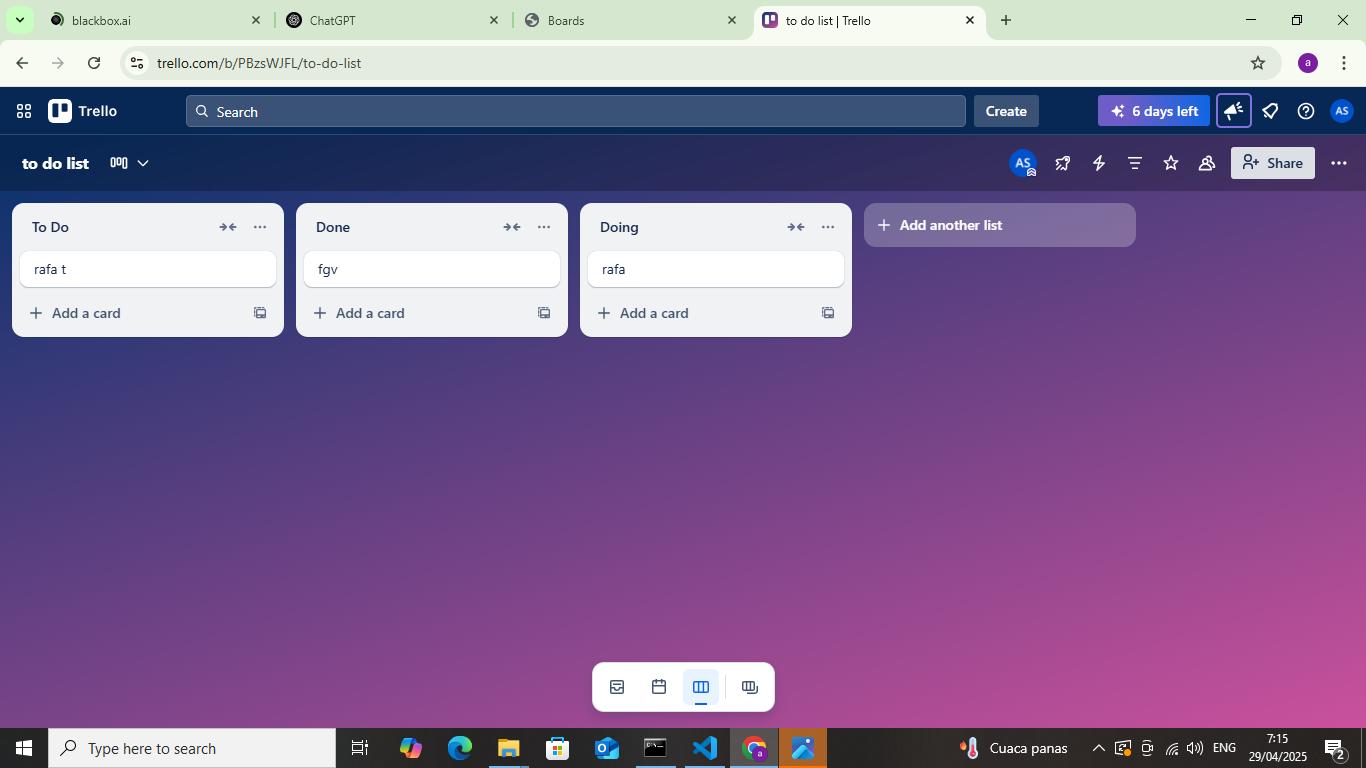 blackbox.ai
ChatGPT
Boards
to do list | Trello
trello.com/b/PBzsWJFL/to-do-list
a
Trello
Search
Create
6 days left
AS
to do list
AS
Share
To Do
Done
Doing
Add another list
rafa t
fgv
rafa
Add a card
Add a card
Add a card
Type here to search
a
Cuaca panas
ENG
7:15
29/04/2025
2